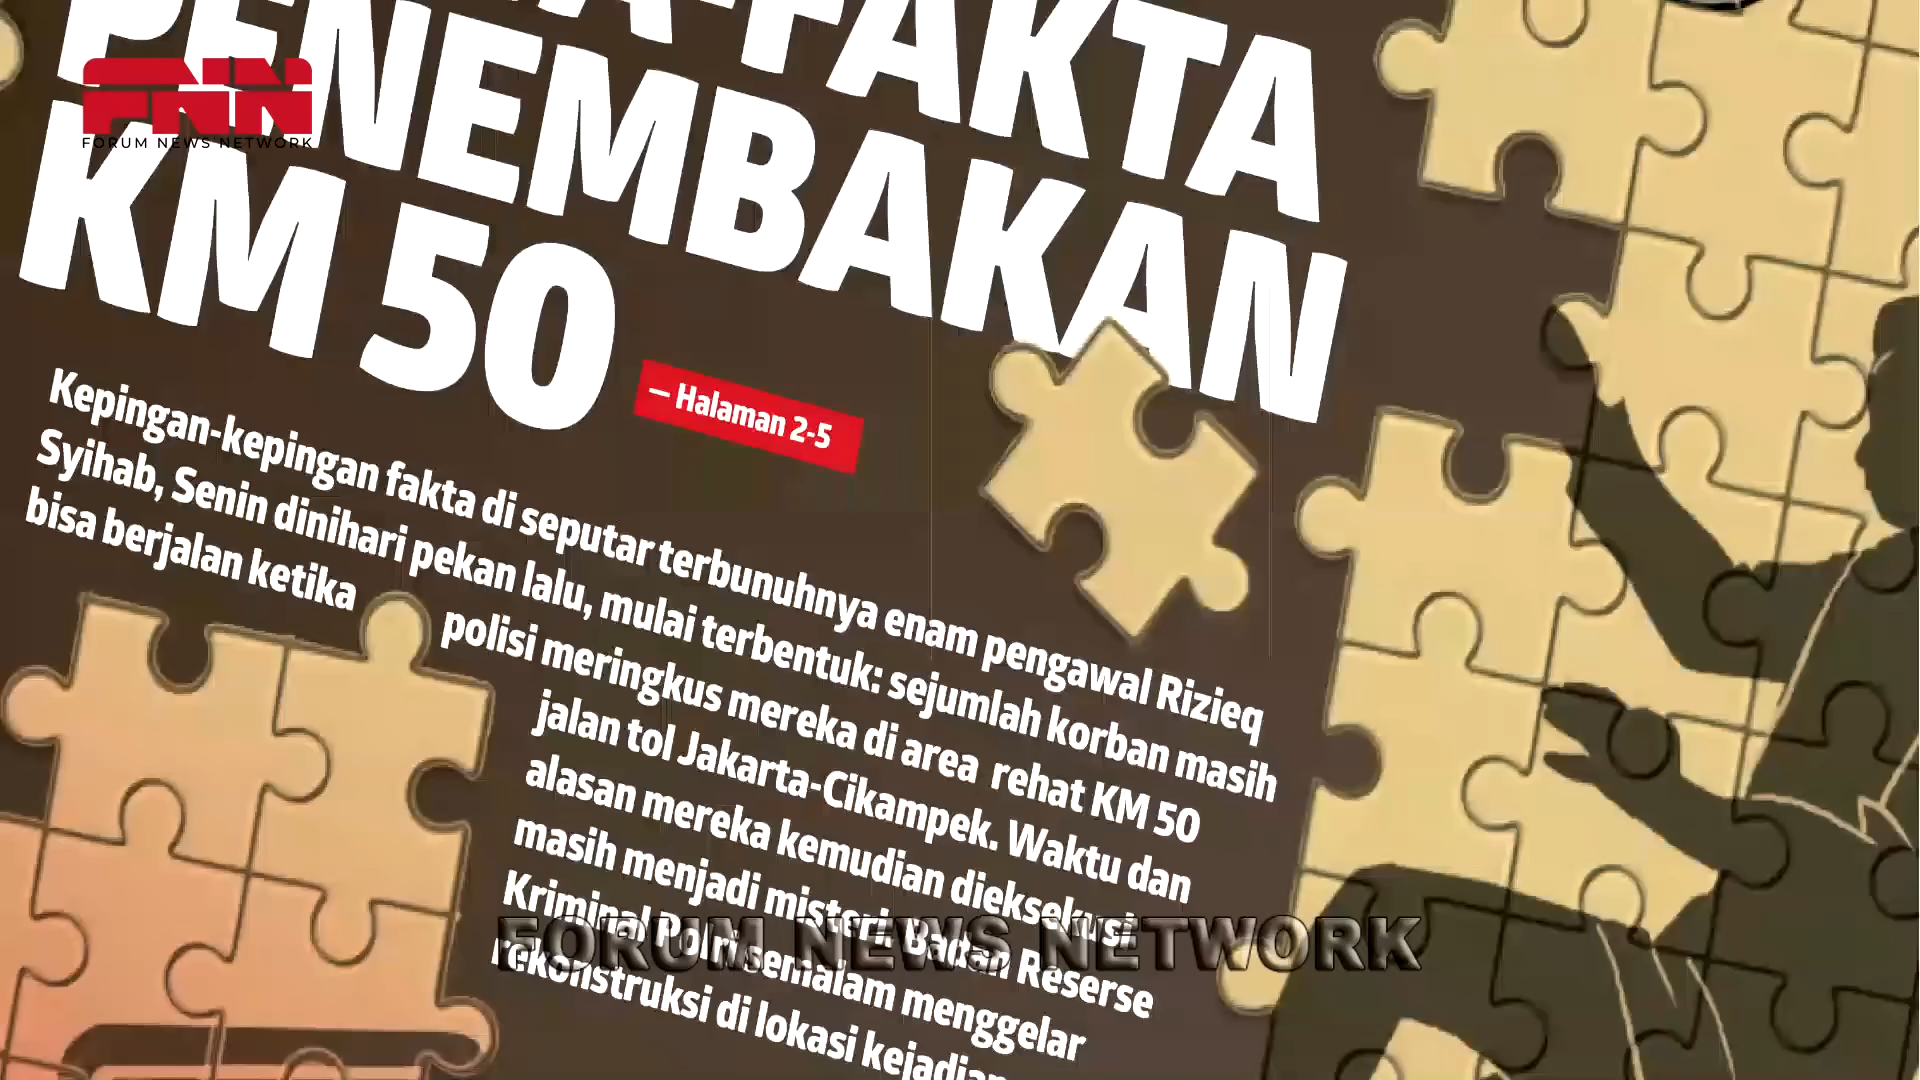 A-FAKTA
PENEMBAKAN
KM 50
FNN
FORUM NEWS NETWORK
— Halaman 2-5
Kepingan-kepingan fakta di seputar terbunuhnya enam pengawal Rizieq
Syihab, Senin dinihari pekan lalu, mulai terbentuk: sejumlah korban masih
bisa berjalan ketika polisi meringkus mereka di area rehat KM 50
jalan tol Jakarta-Cikampek. Waktu dan
alasan mereka kemudian dieksekusi
masih menjadi misteri. Badan Reserse
Kriminal Polri semalam menggelar
rekonstruksi di lokasi
FORUM NEWS NETWORK